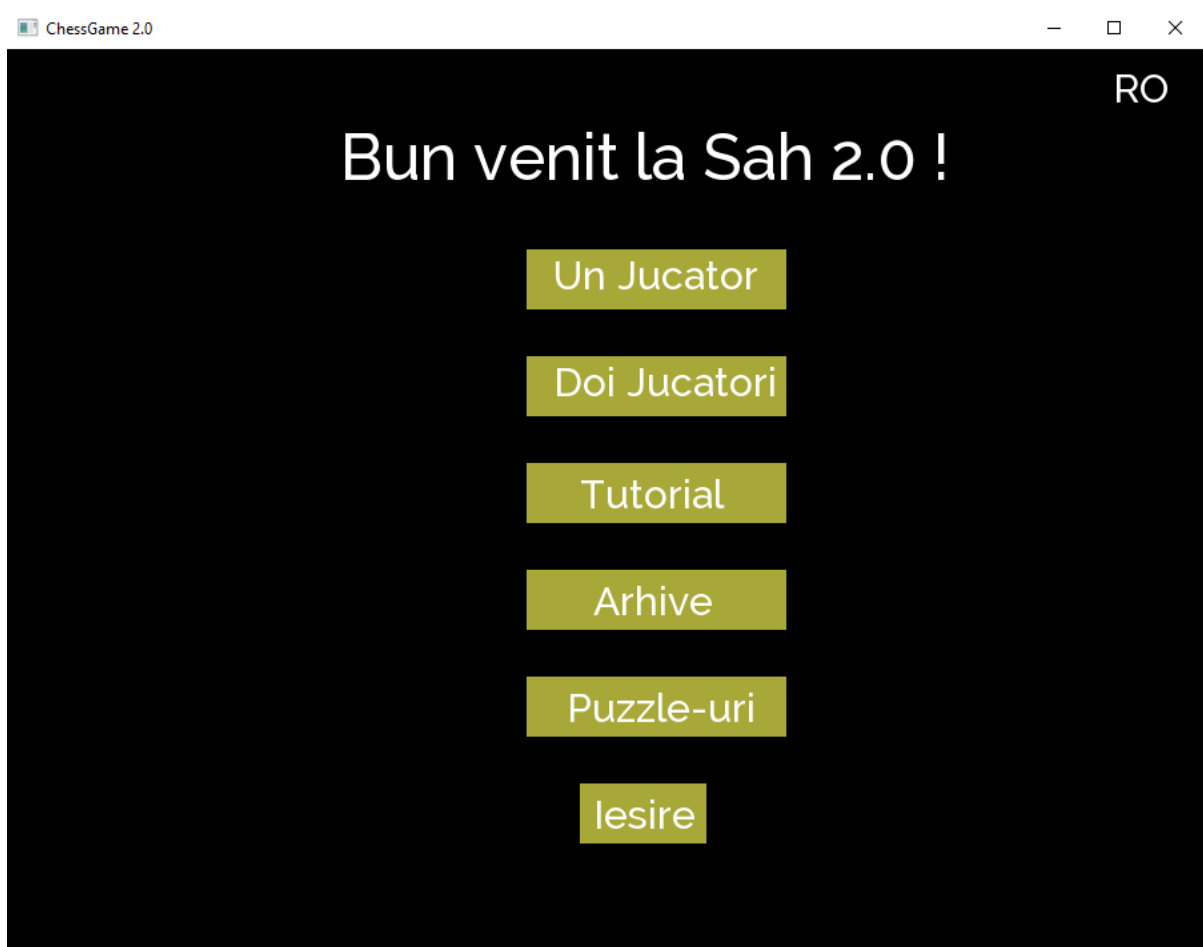 ChessGame 2.0
RO
Bun venit la Sah 2.0 !
Un Jucator
Doi Jucatori
Tutorial
Arhive
Puzzle-uri
Iesire